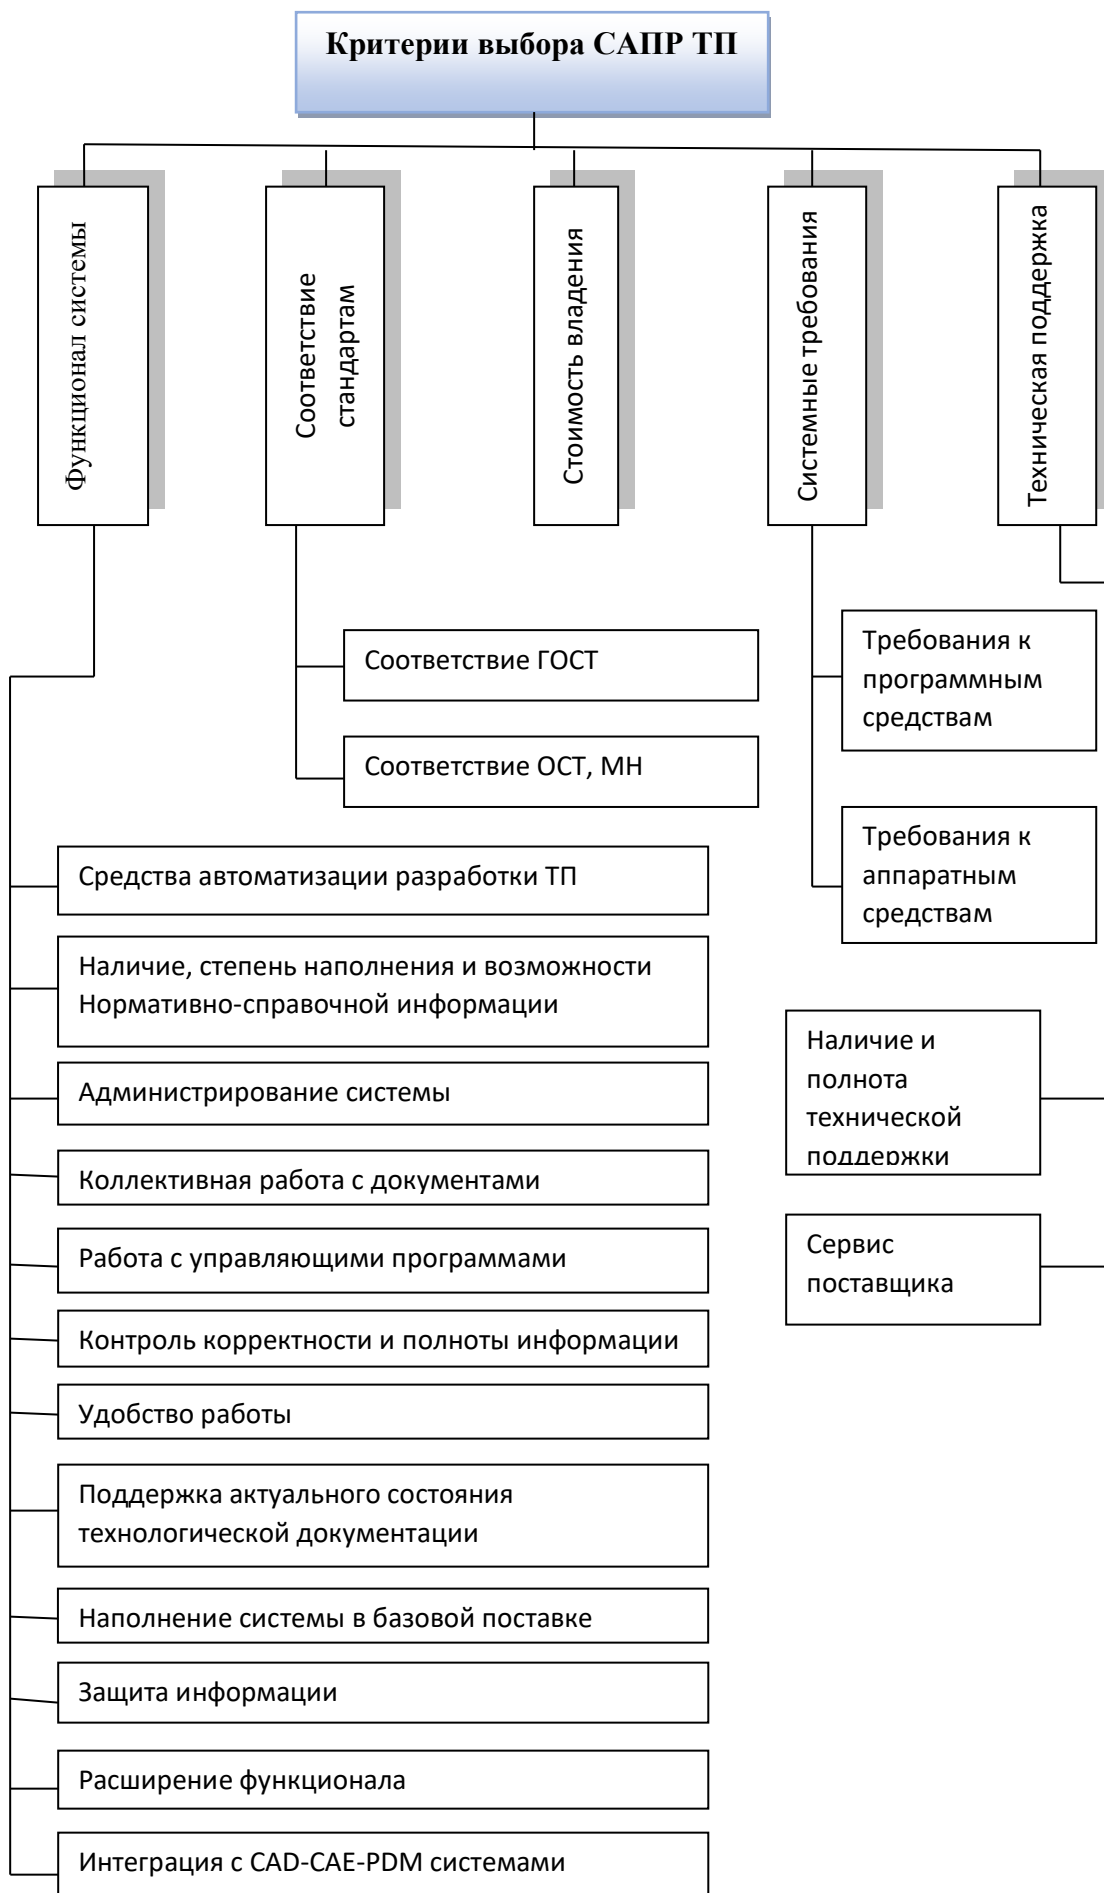 Критерии выбора САПР ТП
Функционал системы
Соответствие
стандартам
Стоимость владения
Системные требования
Техническая поддержка
Соответствие ГОСТ
Соответствие ОСТ, МН
Требования к
программным
средствам
Требования к
аппаратным
средствам
Средства автоматизации разработки ТП
Наличие, степень наполнения и возможности
Нормативно-справочной информации
Администрирование системы
Коллективная работа с документами
Работа с управляющими программами
Контроль корректности и полноты информации
Удобство работы
Поддержка актуального состояния
технологической документации
Наполнение системы в базовой поставке
Защита информации
Расширение функционала
Интеграция с CAD-CAE-PDM системами
Наличие и
полнота
технической
поддержки
Сервис
поставщика